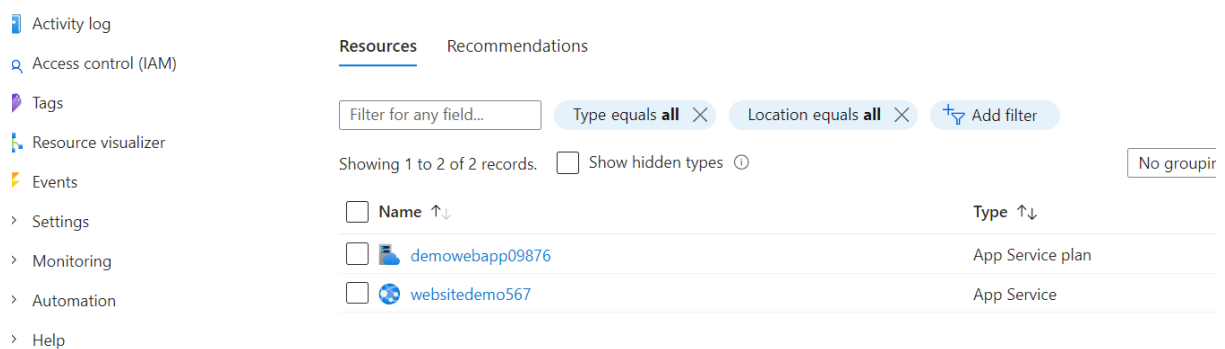 Activity log
Access control (IAM)
Tags
Resource visualizer
Events
Settings
Monitoring
Automation
Help
Resources Recommendations
Filter for any field... Type equals all Location equals all Add filter
Showing 1 to 2 of 2 records. Show hidden types No groupin
Name Type
demowebapp09876 App Service plan
websitedemo567 App Service